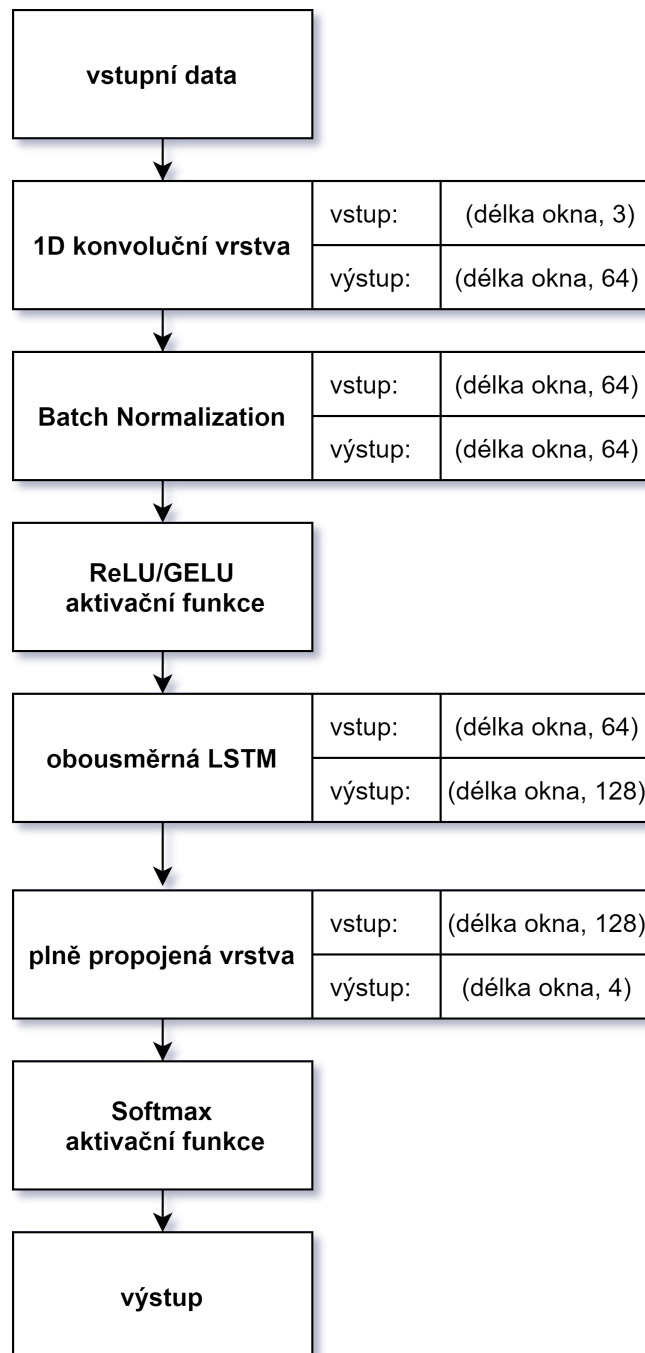 vstupní data
1D konvoluční vrstva
vstup:
(délka okna, 3)
výstup:
(délka okna, 64)
Batch Normalization
vstup:
(délka okna, 64)
výstup:
(délka okna, 64)
ReLU/GELU
aktivační funkce
obousměrná LSTM
vstup:
(délka okna, 64)
výstup:
(délka okna, 128)
plně propojená vrstva
vstup:
(délka okna, 128)
výstup:
(délka okna, 4)
Softmax
aktivační funkce
výstup